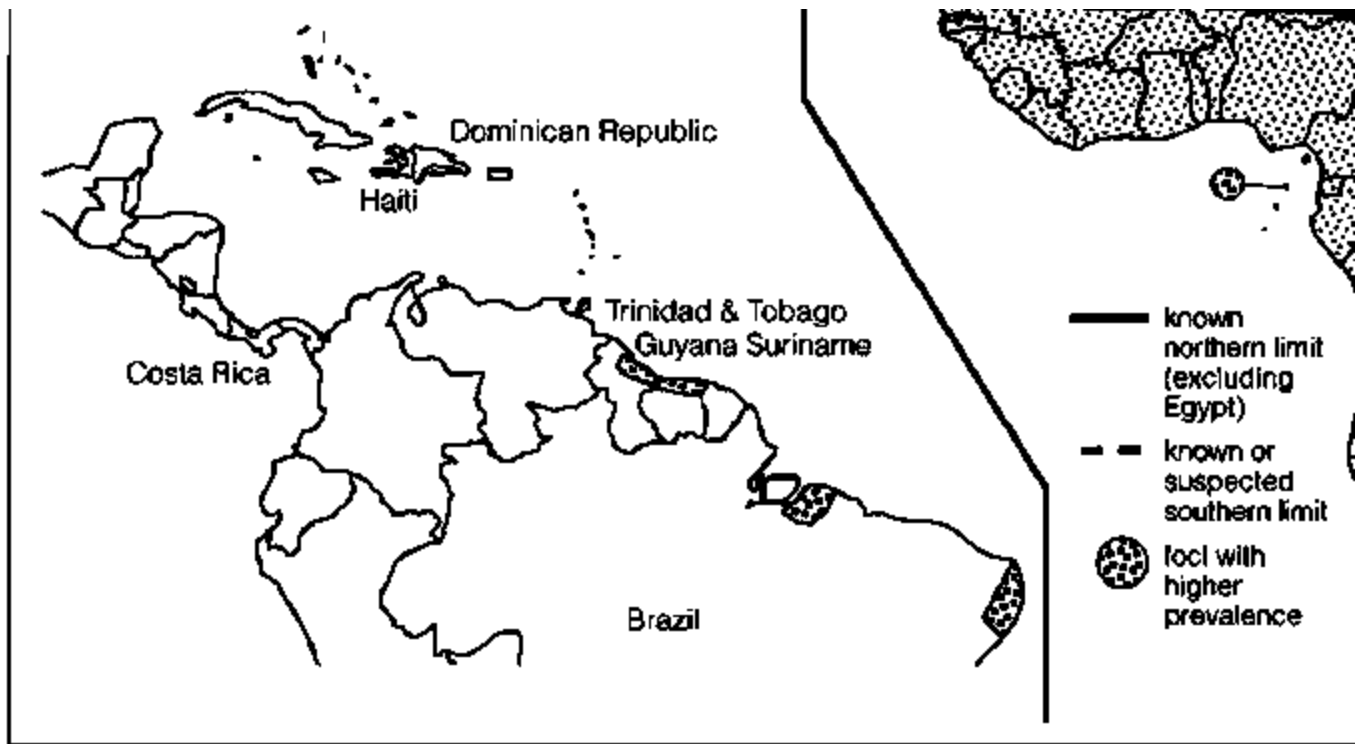 Dominican Republic
Haiti
Trinidad & Tobago
Guyana Suriname
Costa Rica
Brazil
known
northern limit
(excluding
Egypt)
known or
suspected
southern limit
foci with
higher
prevalence